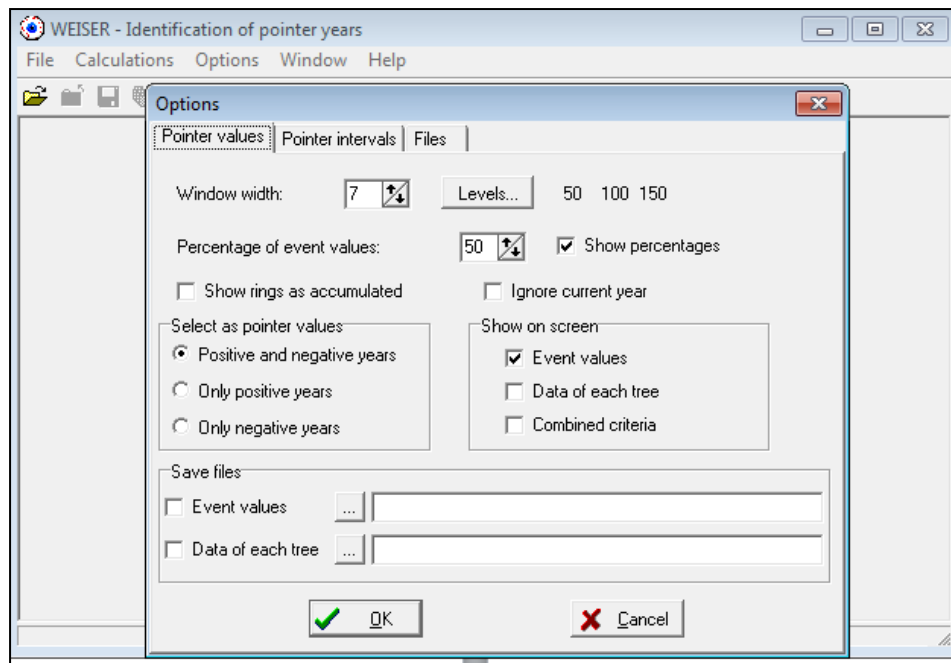 WEISER - Identification of pointer years
File Calculations Options Window Help
Options
Pointer values Pointer intervals Files
Window width: 7 Levels... 50 100 150
Percentage of event values: 50 Show percentages
Show rings as accumulated Ignore current year
Select as pointer values Show on screen
Positive and negative years Event values
Only positive years Data of each tree
Only negative years Combined criteria
Save files
Event values ...
Data of each tree ...
OK Cancel